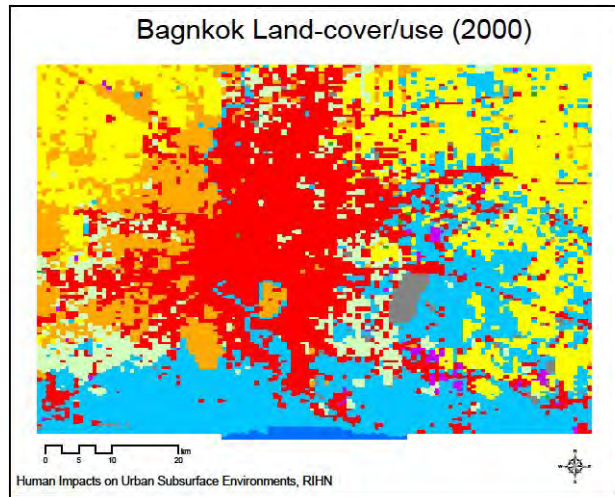 Bagnkok Land-cover/use (2000)
km
0 5 10 20
Human Impacts on Urban Subsurface Environments, RIHN